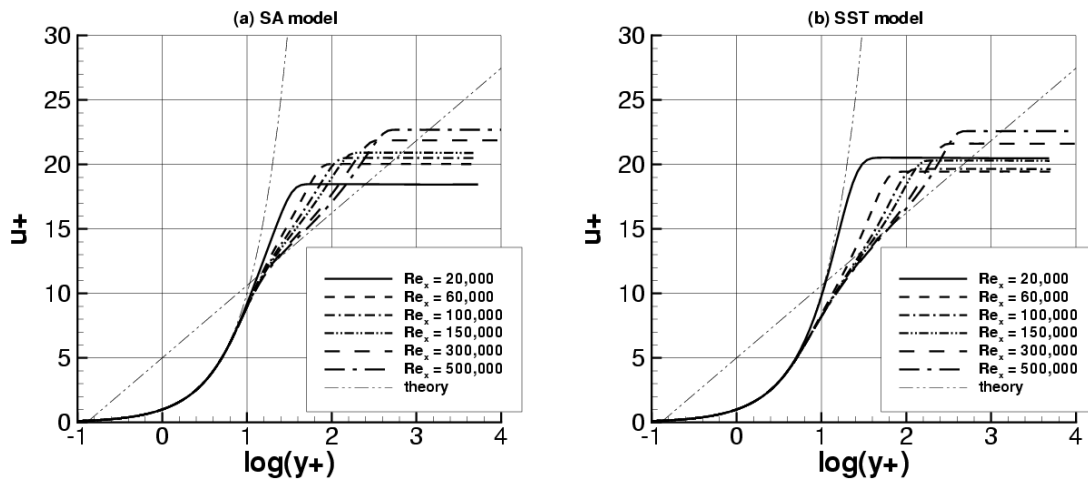 (a) SA model
30
25
20
15
10
5
0
-1
0
1
2
3
4
u+
log(y+)
Re_x = 20,000
Re_x = 60,000
Re_x = 100,000
Re_x = 150,000
Re_x = 300,000
Re_x = 500,000
theory
(b) SST model
30
25
20
15
10
5
0
-1
0
1
2
3
4
u+
log(y+)
Re_x = 20,000
Re_x = 60,000
Re_x = 100,000
Re_x = 150,000
Re_x = 300,000
Re_x = 500,000
theory